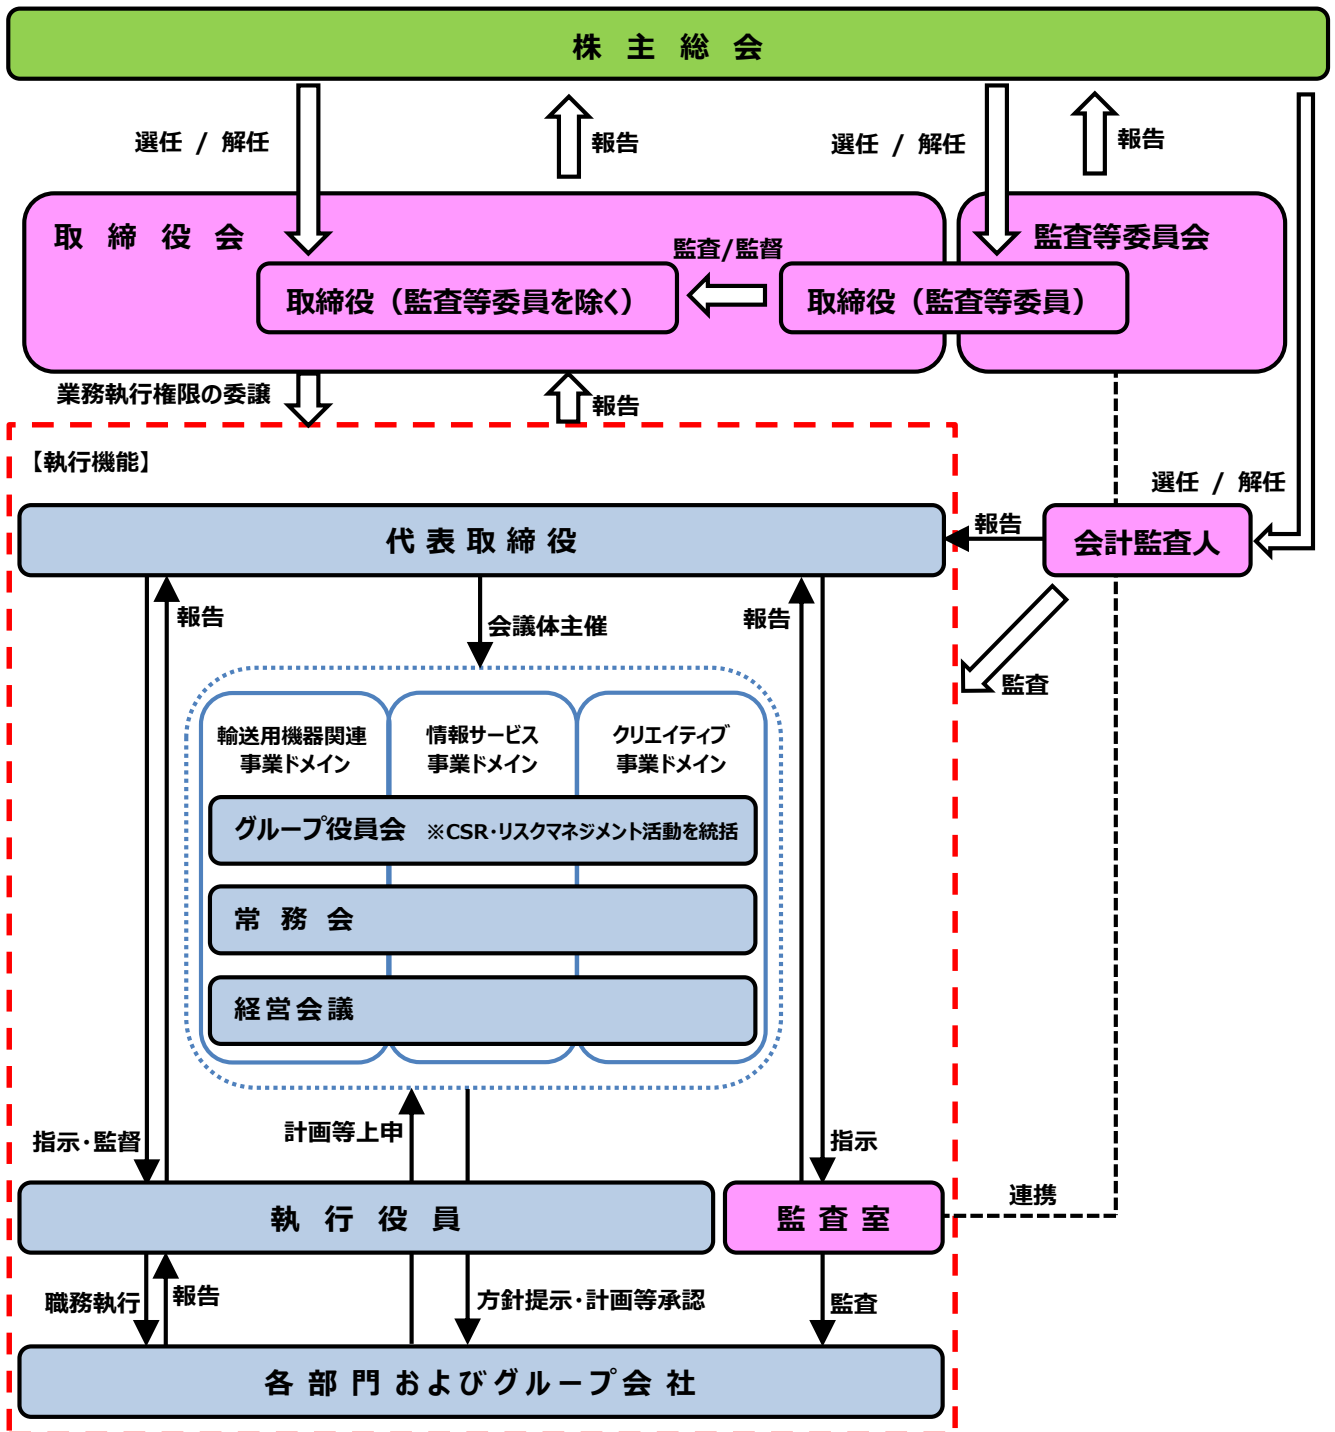 株主総会
選任 / 解任
報告
選任 / 解任
報告
取締役会
監査等委員会
監査/監督
取締役（監査等委員を除く）
取締役（監査等委員）
業務執行権限の委譲
報告
【執行機能】
選任 / 解任
代表取締役
報告
会計監査人
報告
会議体主催
報告
監査
輸送用機器関連
事業ドメイン
情報サービス
事業ドメイン
クリエイティブ
事業ドメイン
グループ役員会 ※CSR・リスクマネジメント活動を統括
常務会
経営会議
指示・監督
計画等上申
指示
連携
執行役員
監査室
職務執行
報告
方針提示・計画等承認
監査
各部門およびグループ会社